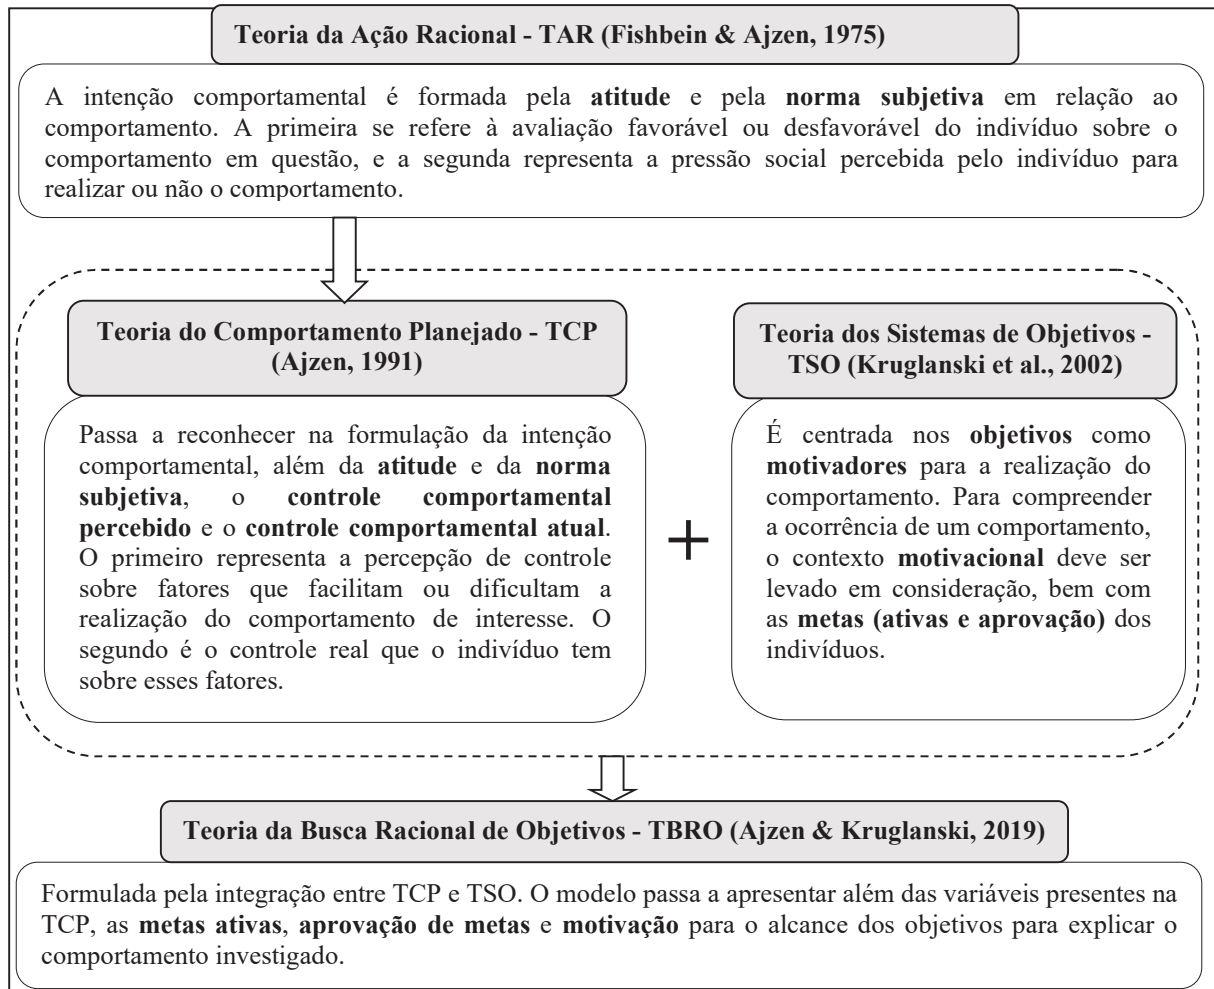 Teoria da Ação Racional - TAR (Fishbein & Ajzen, 1975)
A intenção comportamental é formada pela atitude e pela norma subjetiva em relação ao
comportamento. A primeira se refere à avaliação favorável ou desfavorável do indivíduo sobre o
comportamento em questão, e a segunda representa a pressão social percebida pelo indivíduo para
realizar ou não o comportamento.
Teoria do Comportamento Planejado - TCP
(Ajzen, 1991)
Passa a reconhecer na formulação da intenção
comportamental, além da atitude e da norma
subjetiva, o controle comportamental
percebido e o controle comportamental atual.
O primeiro representa a percepção de controle
sobre fatores que facilitam ou dificultam a
realização do comportamento de interesse. O
segundo é o controle real que o indivíduo tem
sobre esses fatores.
+
Teoria dos Sistemas de Objetivos -
TSO (Kruglanski et al., 2002)
É centrada nos objetivos como
motivadores para a realização do
comportamento. Para compreender
a ocorrência de um comportamento,
o contexto motivacional deve ser
levado em consideração, bem com
as metas (ativas e aprovação) dos
indivíduos.
Teoria da Busca Racional de Objetivos - TBRO (Ajzen & Kruglanski, 2019)
Formulada pela integração entre TCP e TSO. O modelo passa a apresentar além das variáveis presentes na
TCP, as metas ativas, aprovação de metas e motivação para o alcance dos objetivos para explicar o
comportamento investigado.